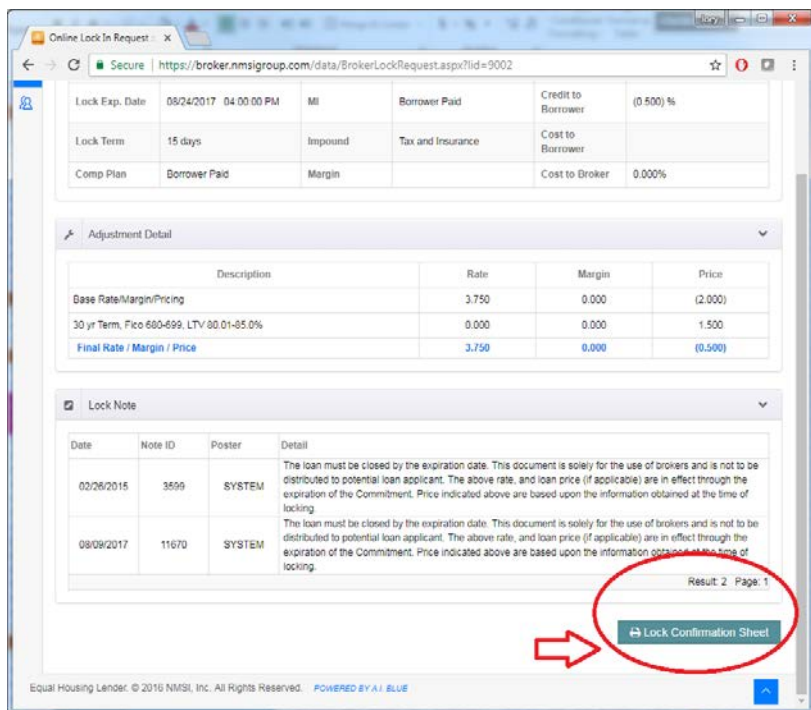 Online Lock In Request
Secure | https://broker.nmsigroup.com/data/BrokerLockRequest.aspx?lid=9002
Lock Exp. Date 08/24/2017 04:00:00 PM MI Borrower Paid Credit to Borrower (0.500) %
Lock Term 15 days Impound Tax and Insurance Cost to Borrower
Comp Plan Borrower Paid Margin Cost to Broker 0.000%
Adjustment Detail
Description Rate Margin Price
Base Rate/Margin/Pricing 3.750 0.000 (2.000)
30 yr Term, Fico 680-699, LTV 80.01-85.0% 0.000 0.000 1.500
Final Rate / Margin / Price 3.750 0.000 (0.500)
Lock Note
Date Note ID Poster Detail
02/26/2015 3599 SYSTEM
The loan must be closed by the expiration date. This document is solely for the use of brokers and is not to be
distributed to potential loan applicant. The above rate, and loan price (if applicable) are in effect through the
expiration of the Commitment. Price indicated above are based upon the information obtained at the time of
locking.
08/09/2017 11670 SYSTEM
The loan must be closed by the expiration date. This document is solely for the use of brokers and is not to be
distributed to potential loan applicant. The above rate, and loan price (if applicable) are in effect through the
expiration of the Commitment. Price indicated above are based upon the information obtained at the time of
locking.
Result: 2 Page: 1
Lock Confirmation Sheet
Equal Housing Lender. © 2016 NMSI, Inc. All Rights Reserved. POWERED BY A.I. BLUE